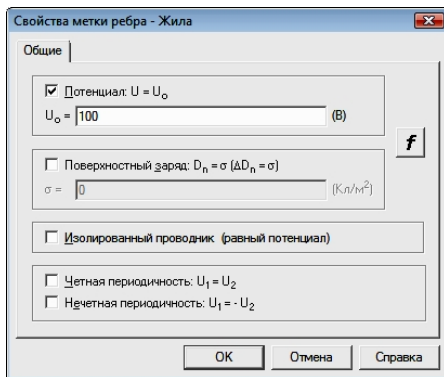 Свойства метки ребра - Жила
Общие
Потенциал: U = Uo
Uo = 100 (В)
f
Поверхностный заряд: Dn = σ (ΔDn = σ)
σ = 0 (Кл/м²)
Изолированный проводник (равный потенциал)
Четная периодичность: U1 = U2
Нечетная периодичность: U1 = - U2
OK Отмена Справка